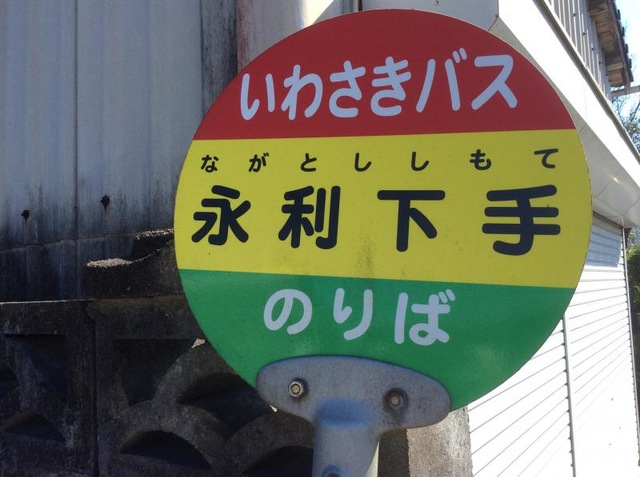 いわさきバス
ながとししもて
永利下手
のりば